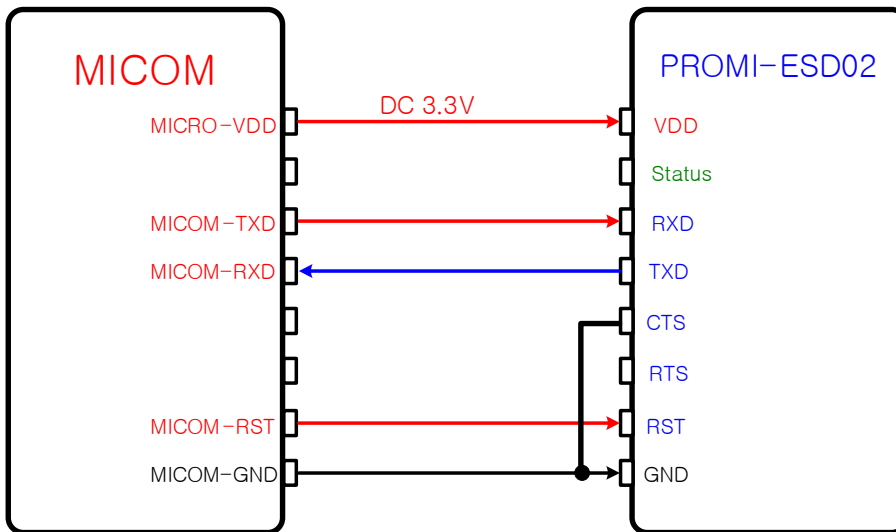 MICOM
PROMI-ESD02
DC 3.3V
MICRO-VDD
VDD
Status
MICOM-TXD
RXD
MICOM-RXD
TXD
CTS
RTS
MICOM-RST
RST
MICOM-GND
GND